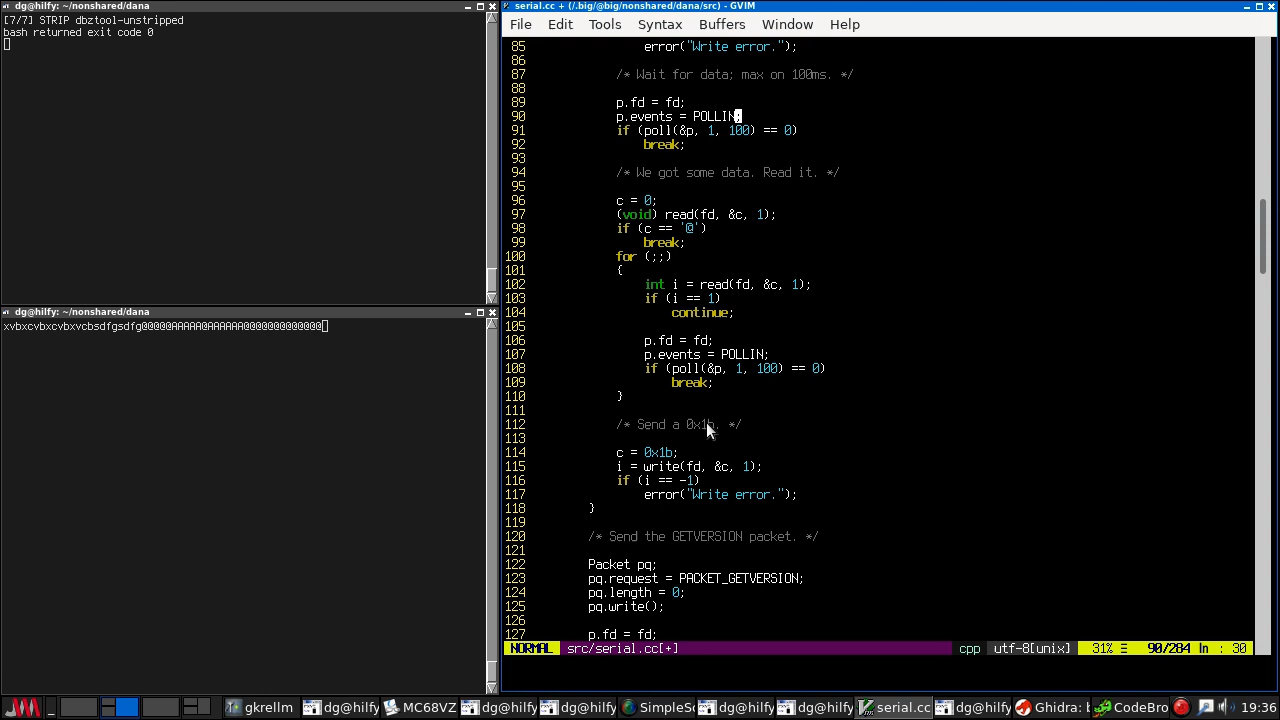 dg@hilfy: ~/nonshared/dana
[7/7] STRIP dbztool-unstripped
bash returned exit code 0
dg@hilfy: ~/nonshared/dana
serial.cc + (/.big/@big/nonshared/dana/src) - GVIM
File Edit Tools Syntax Buffers Window Help
85 error("Write error.");
86
87 /* Wait for data; max on 100ms. */
88
89 p.fd = fd;
90 p.events = POLLIN;
91 if (poll(&p, 1, 100) == 0)
92 break;
93
94 /* We got some data. Read it. */
95
96 c = 0;
97 (void) read(fd, &c, 1);
98 if (c == '@')
99 break;
100 for (;;)
101 {
102 int i = read(fd, &c, 1);
103 if (i == 1)
104 continue;
105
106 p.fd = fd;
107 p.events = POLLIN;
108 if (poll(&p, 1, 100) == 0)
109 break;
110 }
111
112 /* Send a 0x1b. */
113
114 c = 0x1b;
115 i = write(fd, &c, 1);
116 if (i == -1)
117 error("Write error.");
118 }
119
120 /* Send the GETVERSION packet. */
121
122 Packet pq;
123 pq.request = PACKET_GETVERSION;
124 pq.length = 0;
125 pq.write();
126
127 p.fd = fd;
NORMAL src/serial.cc[+] cpp utf-8[unix] 31% 90/284 ln : 30
gkrellm dg@hilfy MC68VZ dg@hilfy dg@hilfy SimpleSc dg@hilfy dg@hilfy serial.cc dg@hilfy Ghidra: b CodeBro 19:36